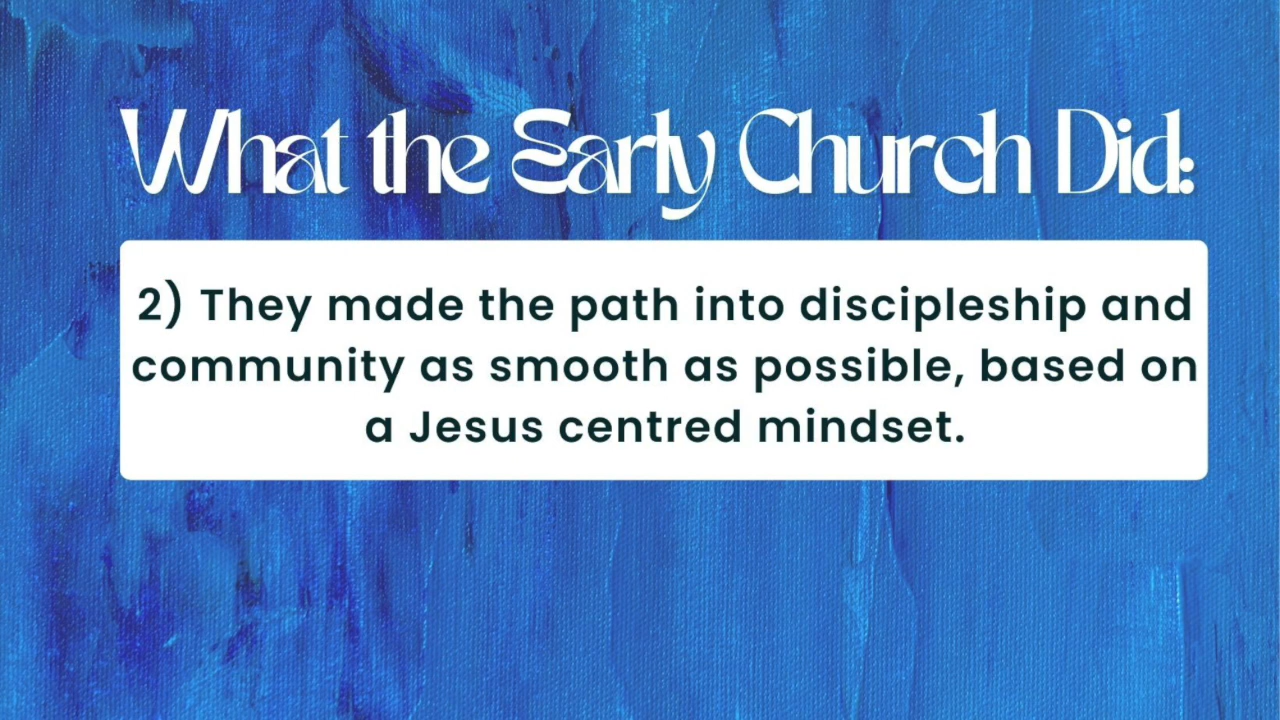 What the Early Church Did:
2) They made the path into discipleship and
community as smooth as possible, based on
a Jesus centred mindset.